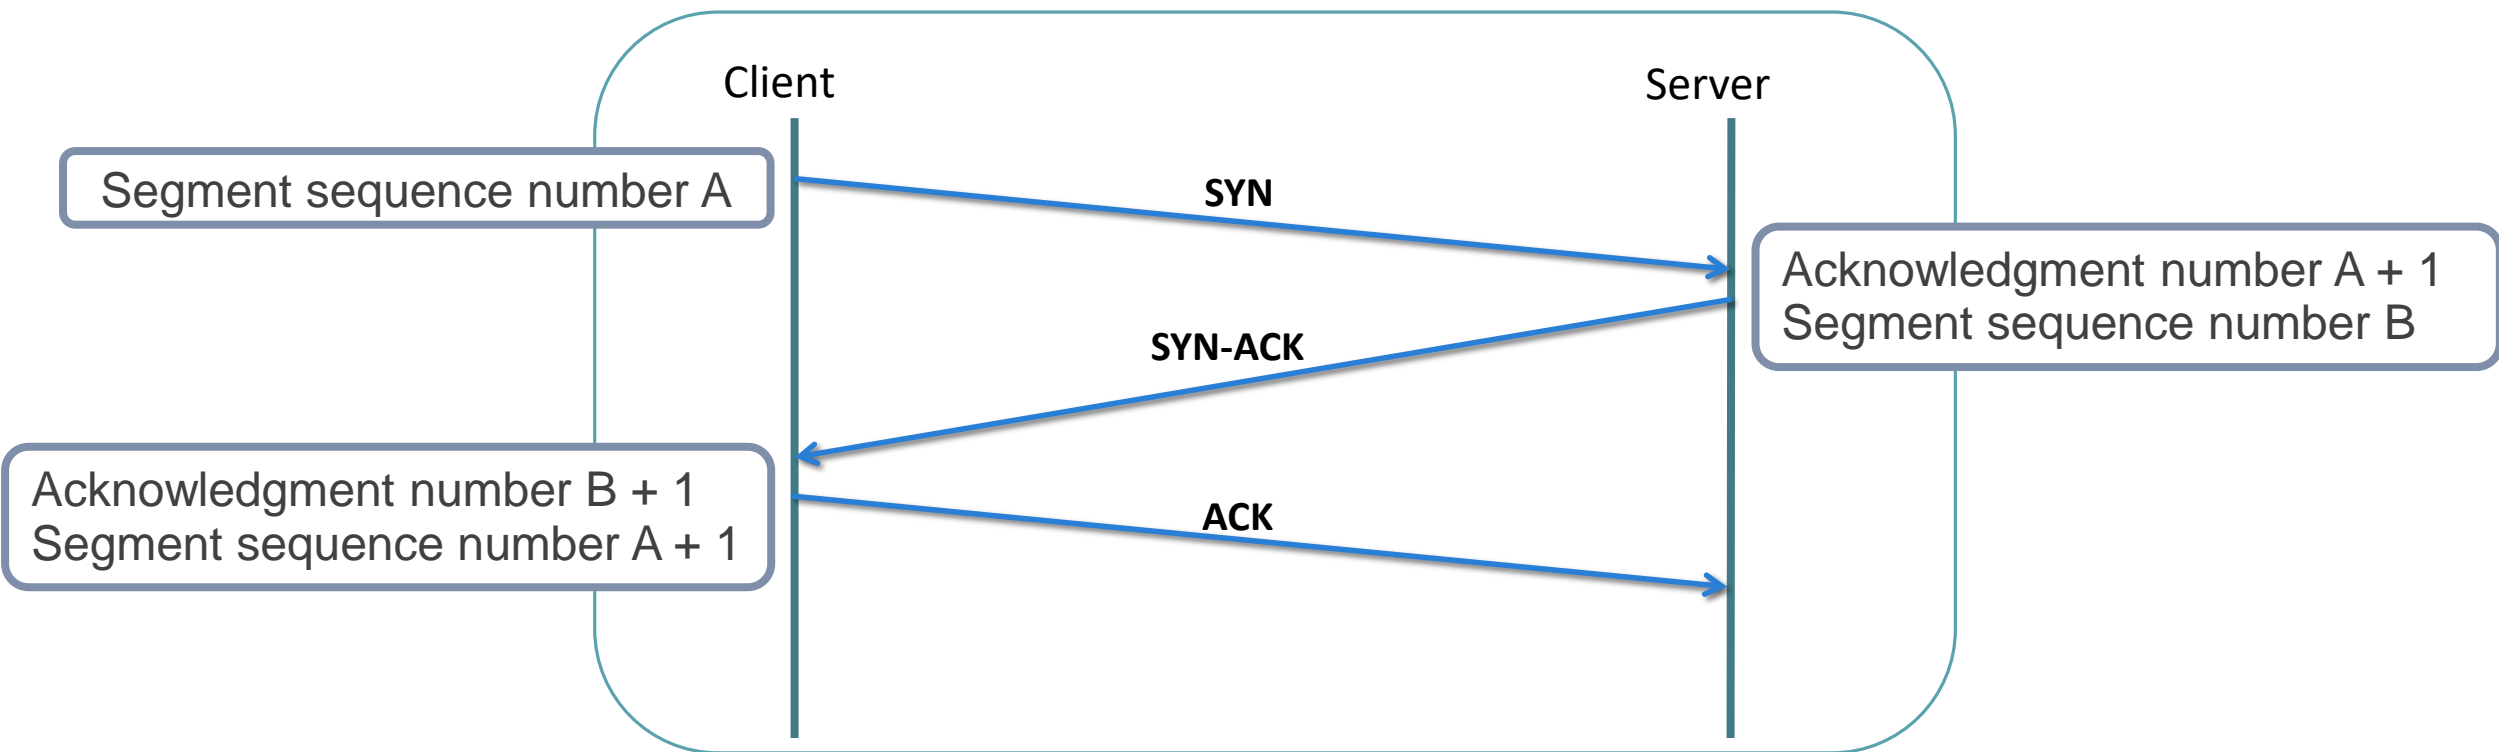 Client
Server
Segment sequence number A
SYN
Acknowledgment number A + 1
Segment sequence number B
SYN-ACK
Acknowledgment number B + 1
Segment sequence number A + 1
ACK